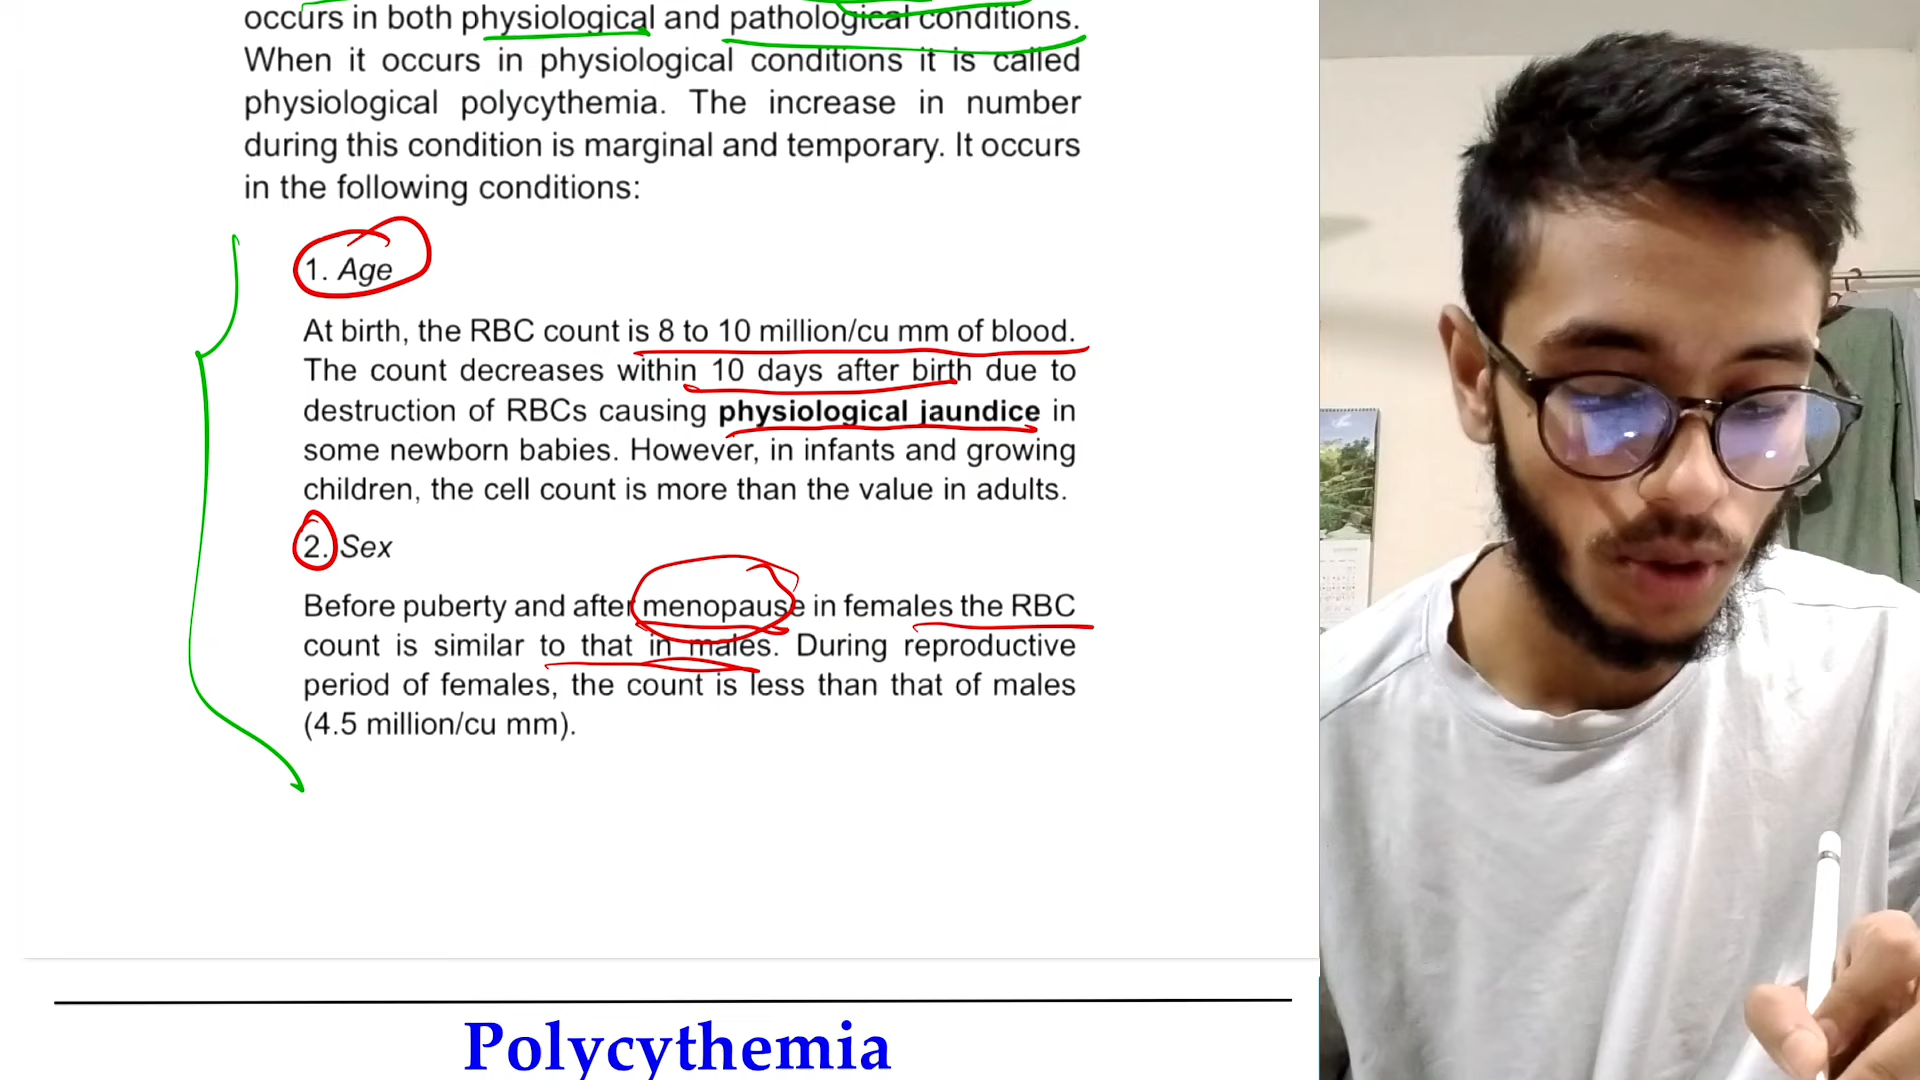 occurs in both physiological and pathological conditions.
When it occurs in physiological conditions it is called
physiological polycythemia. The increase in number
during this condition is marginal and temporary. It occurs
in the following conditions:
1. Age
At birth, the RBC count is 8 to 10 million/cu mm of blood.
The count decreases within 10 days after birth due to
destruction of RBCs causing physiological jaundice in
some newborn babies. However, in infants and growing
children, the cell count is more than the value in adults.
2. Sex
Before puberty and after menopause in females the RBC
count is similar to that in males. During reproductive
period of females, the count is less than that of males
(4.5 million/cu mm).
Polycythemia